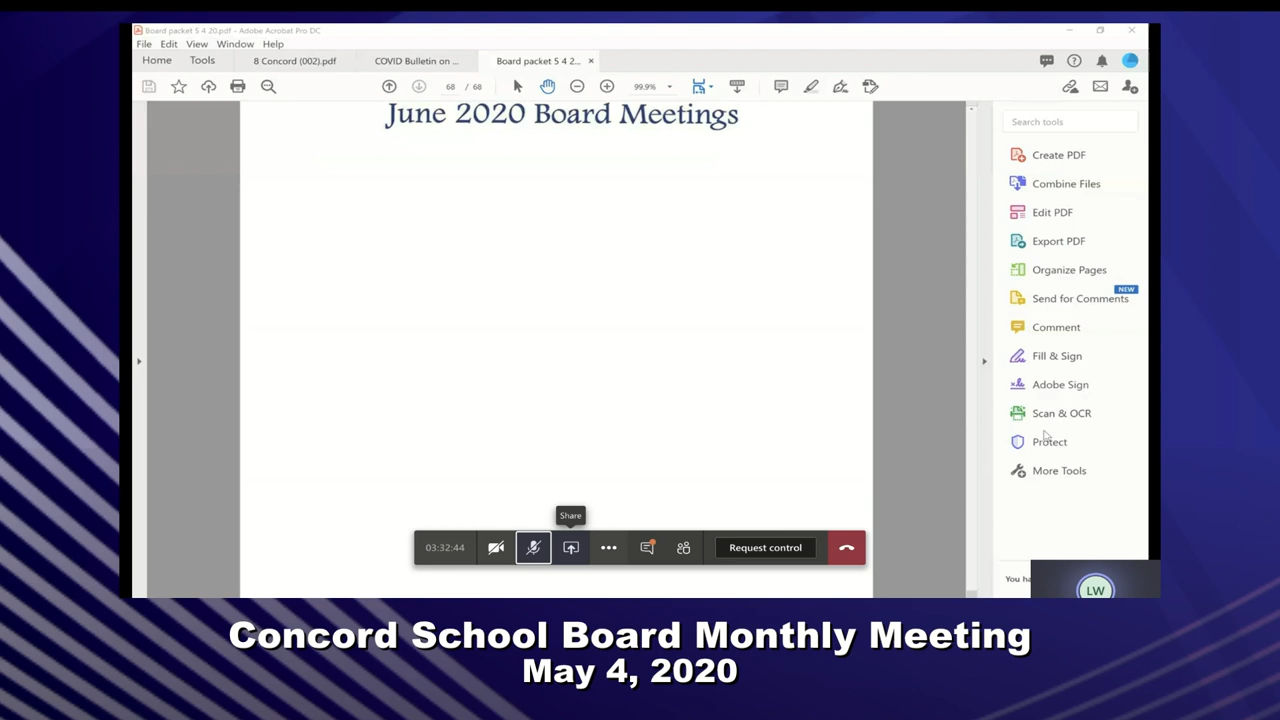 Board packet 5 4 20.pdf - Adobe Acrobat Pro DC
File Edit View Window Help
Home Tools 8 Concord (002).pdf COVID Bulletin on ... Board packet 5 4 2... ×
68 / 68 99.9%
June 2020 Board Meetings
Search tools
Create PDF
Combine Files
Edit PDF
Export PDF
Organize Pages
NEW
Send for Comments
Comment
Fill & Sign
Adobe Sign
Scan & OCR
Protect
More Tools
Share
03:32:44 Request control
You ha
LW
Concord School Board Monthly Meeting
May 4, 2020